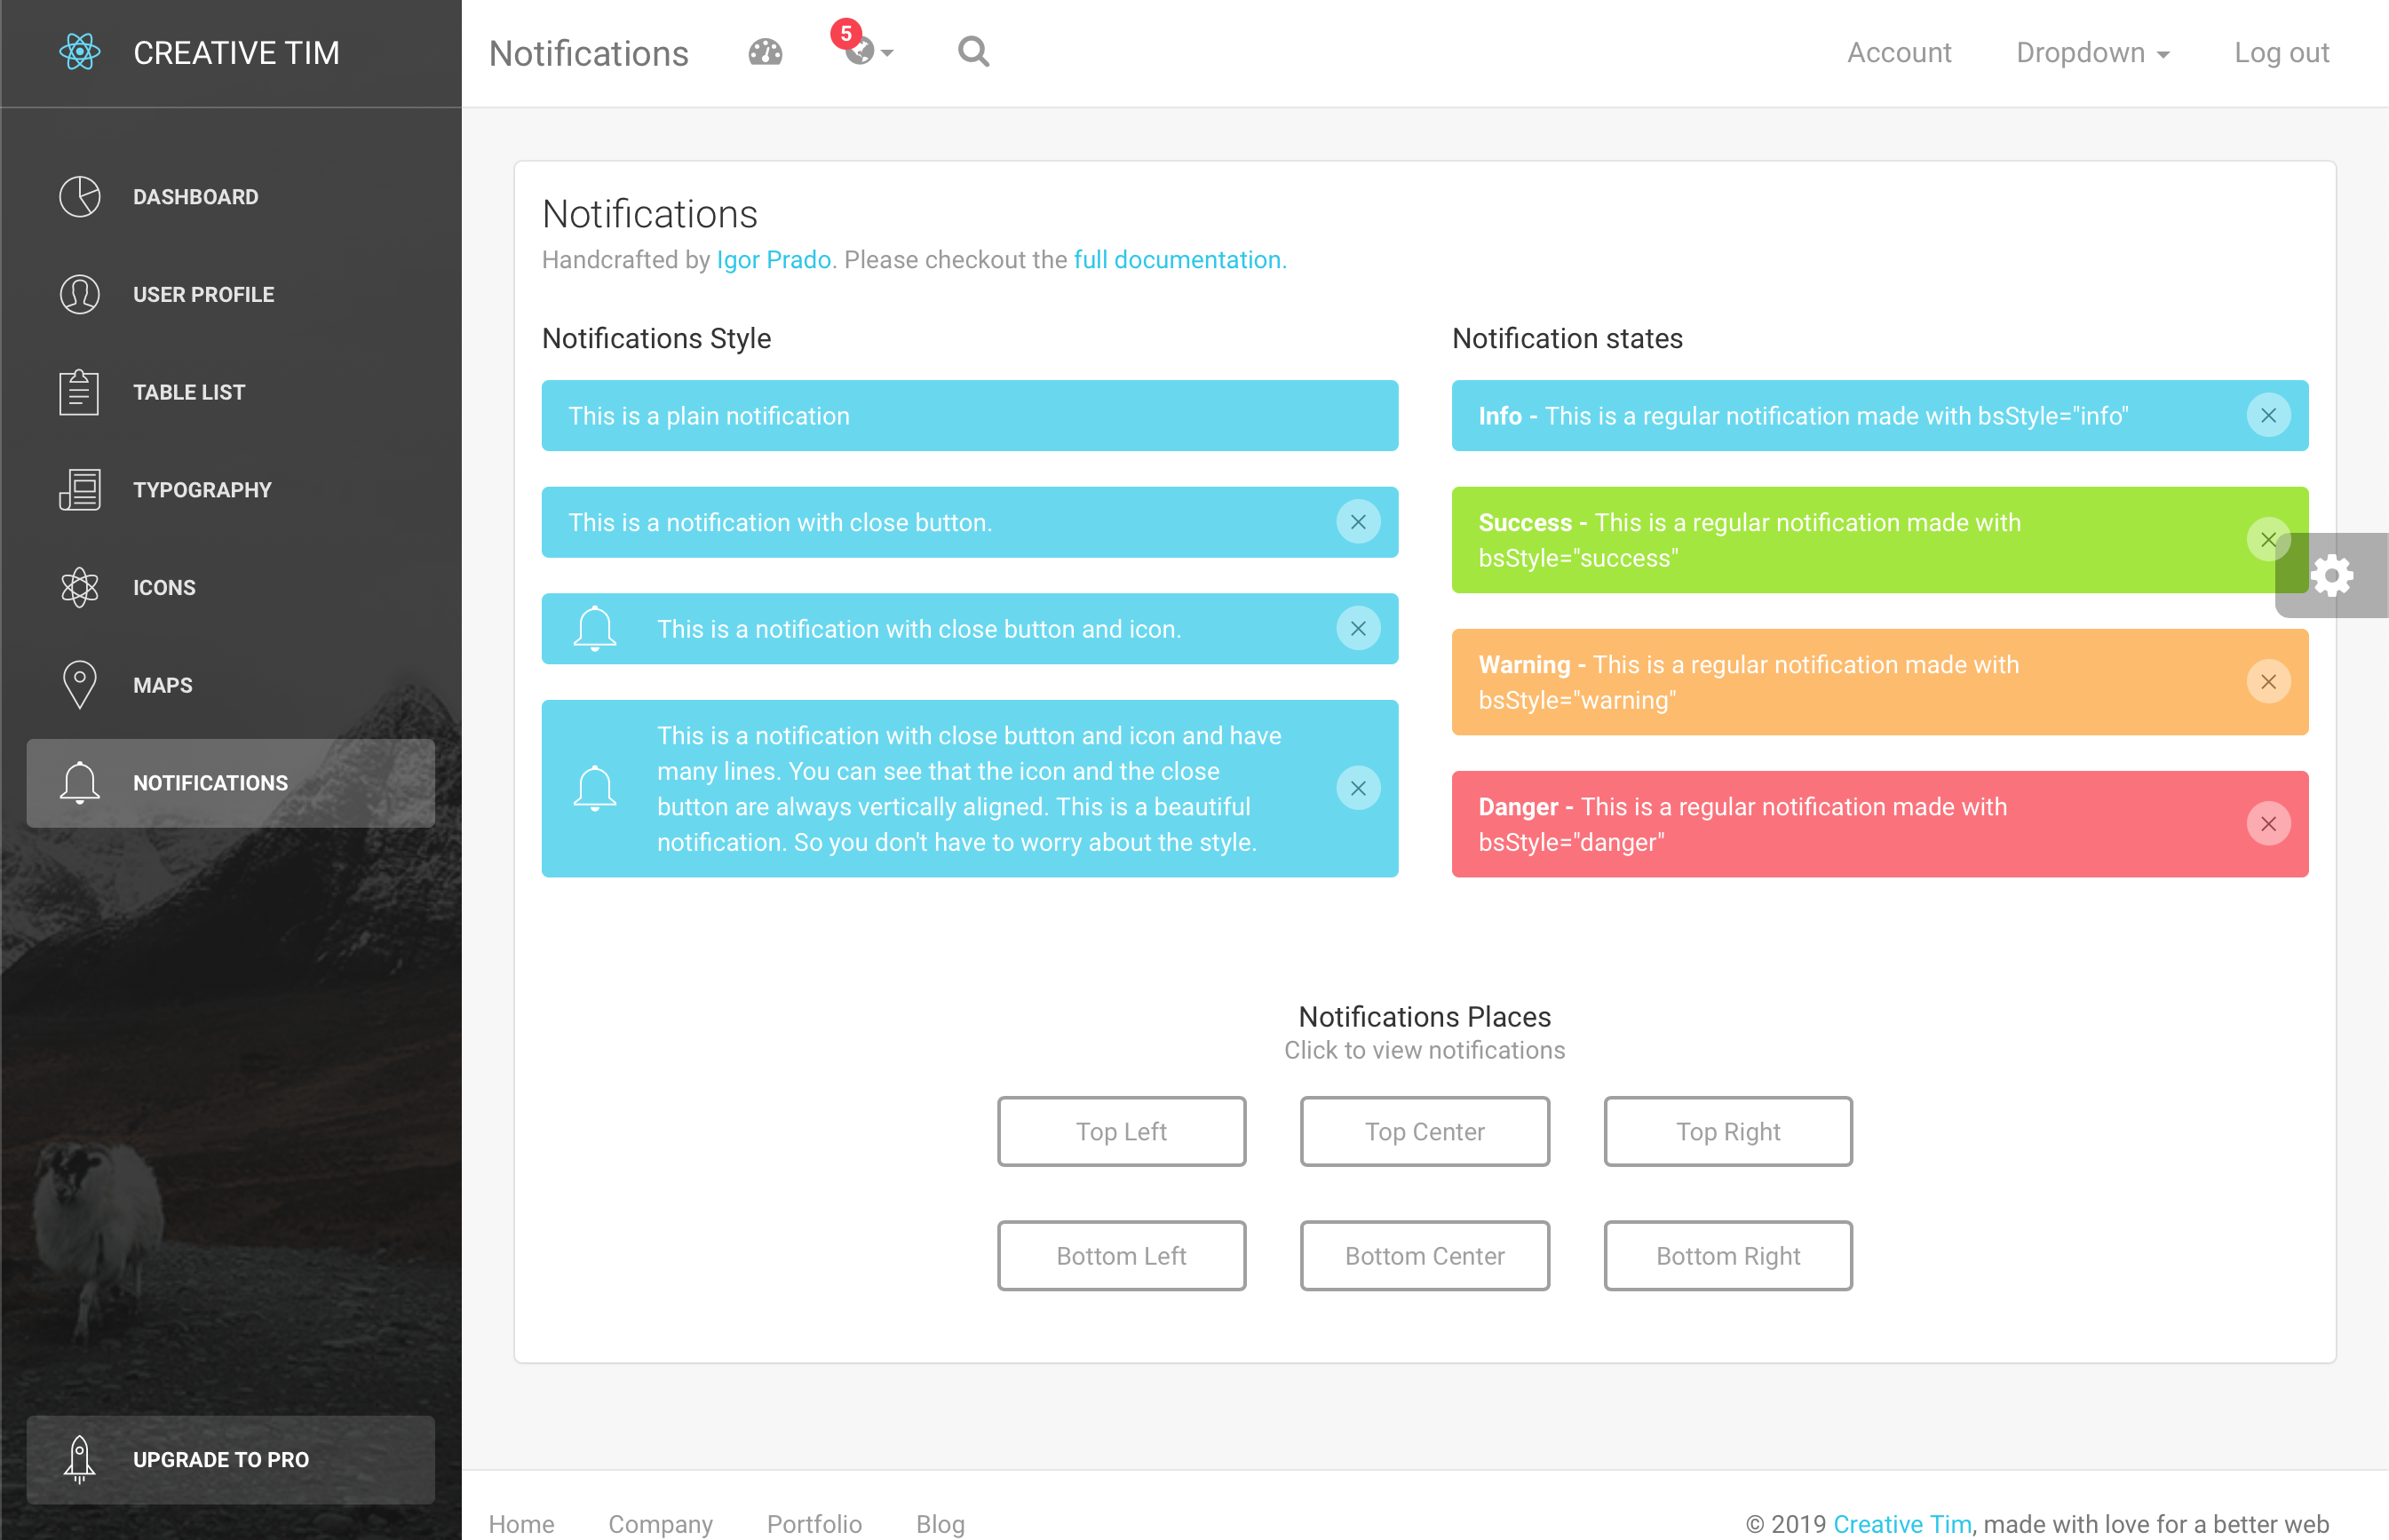 CREATIVE TIM
DASHBOARD
USER PROFILE
TABLE LIST
TYPOGRAPHY
ICONS
MAPS
NOTIFICATIONS
UPGRADE TO PRO
Notifications
5
Account
Dropdown
Log out
Notifications
Handcrafted by Igor Prado. Please checkout the full documentation.
Notifications Style
This is a plain notification
This is a notification with close button.
This is a notification with close button and icon.
This is a notification with close button and icon and have
many lines. You can see that the icon and the close
button are always vertically aligned. This is a beautiful
notification. So you don't have to worry about the style.
Notification states
Info - This is a regular notification made with bsStyle="info"
Success - This is a regular notification made with
bsStyle="success"
Warning - This is a regular notification made with
bsStyle="warning"
Danger - This is a regular notification made with
bsStyle="danger"
Notifications Places
Click to view notifications
Top Left
Top Center
Top Right
Bottom Left
Bottom Center
Bottom Right
Home
Company
Portfolio
Blog
© 2019 Creative Tim, made with love for a better web